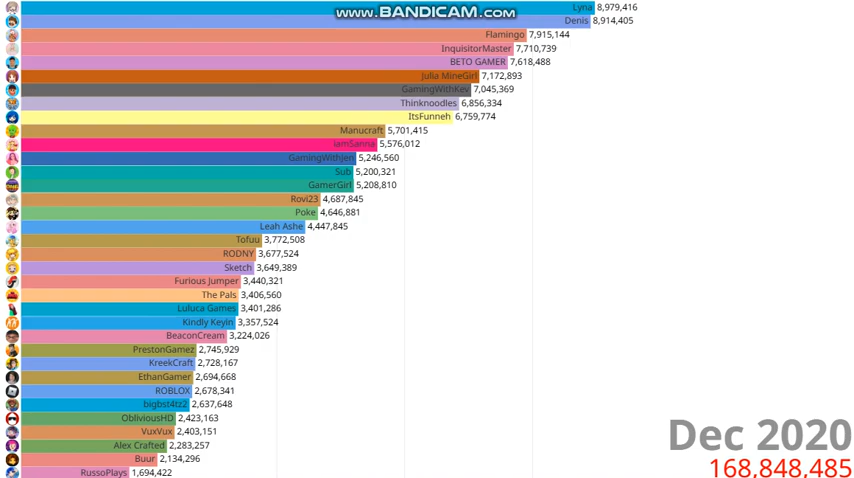 www.BANDICAM.com
Lyna 8,979,416
Denis 8,914,405
Flamingo 7,915,144
InquisitorMaster 7,710,739
BETO GAMER 7,618,488
Julia MineGirl 7,172,893
GamingWithKev 7,045,369
Thinknoodles 6,856,334
ItsFunneh 6,759,774
Manucraft 5,701,415
iamSanna 5,576,012
GamingWithJen 5,246,560
Sub 5,200,321
GamerGirl 5,208,810
Rovi23 4,687,845
Poke 4,646,881
Leah Ashe 4,447,845
Tofuu 3,772,508
RODNY 3,677,524
Sketch 3,649,389
Furious Jumper 3,440,321
The Pals 3,406,560
Luluca Games 3,401,286
Kindly Keyin 3,357,524
BeaconCream 3,224,026
PrestonGamez 2,745,929
KreekCraft 2,728,167
EthanGamer 2,694,668
ROBLOX 2,678,341
bigbst4tz2 2,637,648
ObliviousHD 2,423,163
VuxVux 2,403,151
Alex Crafted 2,283,257
Buur 2,134,296
RussoPlays 1,694,422
Dec 2020
168,848,485